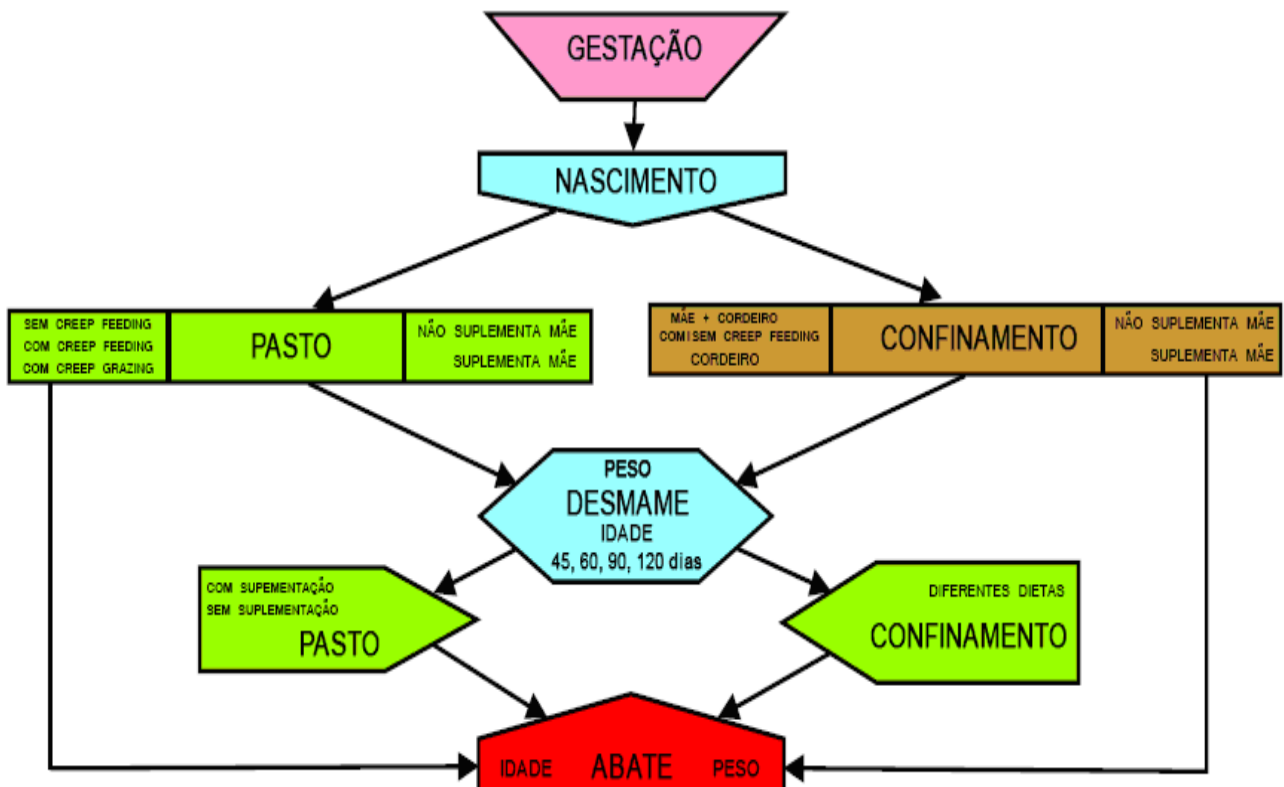 GESTAÇÃO
NASCIMENTO
SEM CREEP FEEDING
COM CREEP FEEDING
COM CREEP GRAZING
PASTO
NÃO SUPLEMENTA MÃE
SUPLEMENTA MÃE
MÃE + CORDEIRO
COM I SEM CREEP FEEDING
CORDEIRO
CONFINAMENTO
NÃO SUPLEMENTA MÃE
SUPLEMENTA MÃE
PESO
DESMAME
IDADE
45, 60, 90, 120 dias
COM SUPEMENTAÇÃO
SEM SUPLEMENTAÇÃO
PASTO
DIFERENTES DIETAS
CONFINAMENTO
IDADE ABATE PESO